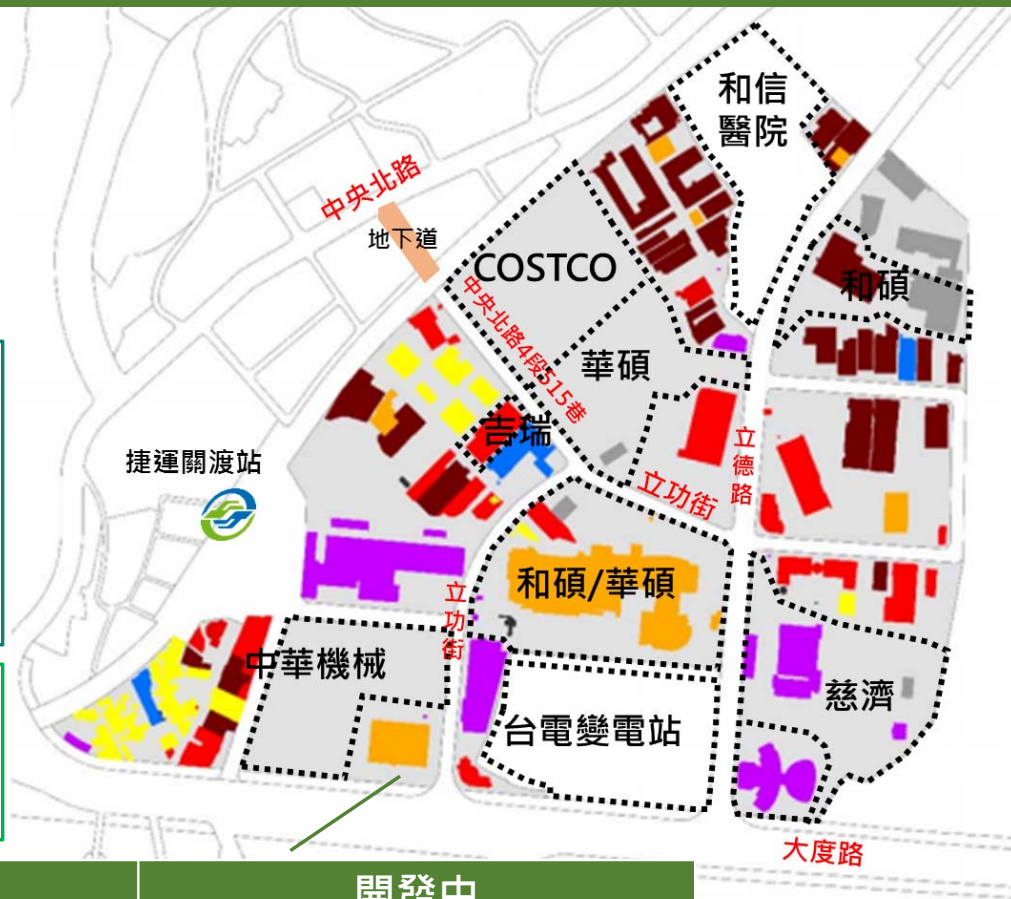 和信
醫院
中央北路
地下道
COSTCO
和碩
中央北路4段515巷
華碩
吉瑞
立德路
捷運關渡站
立功街
和碩/華碩
立功街
中華機械
慈濟
台電變電站
大度路
開發中